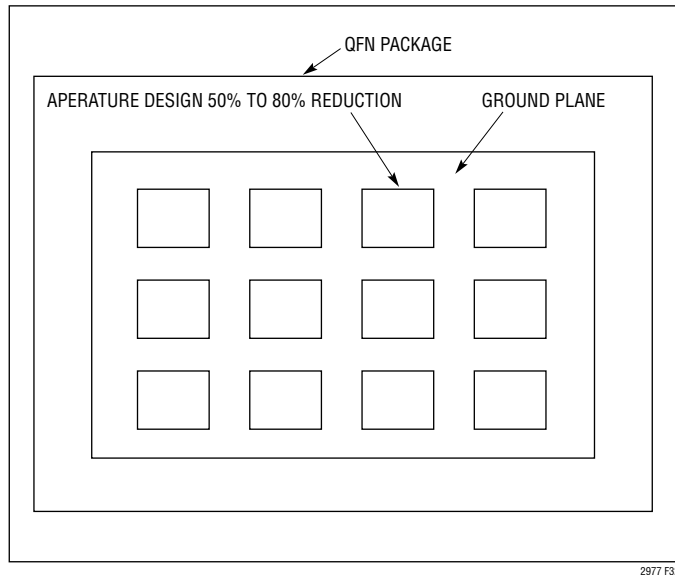 QFN PACKAGE
APERATURE DESIGN 50% TO 80% REDUCTION
GROUND PLANE
2977 F3